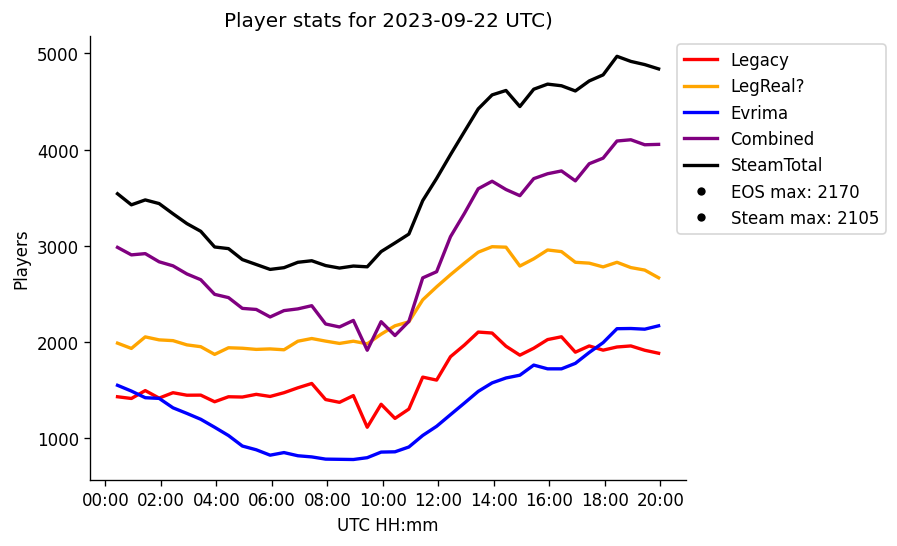 Player stats for 2023-09-22 UTC)
Players
5000
4000
3000
2000
1000
00:00 02:00 04:00 06:00 08:00 10:00 12:00 14:00 16:00 18:00 20:00
UTC HH:mm
Legacy
LegReal?
Evrima
Combined
SteamTotal
EOS max: 2170
Steam max: 2105